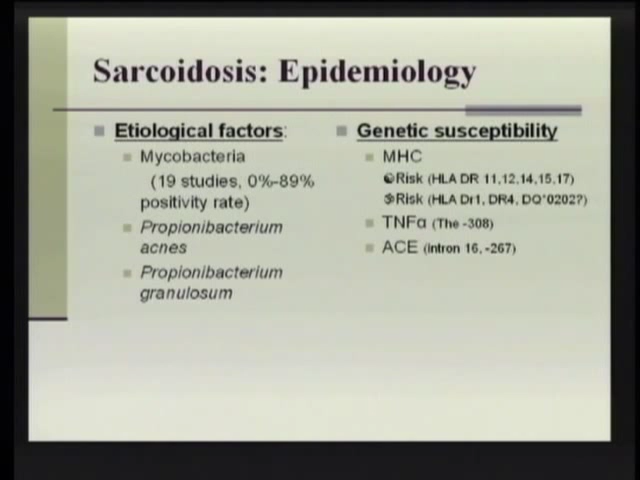 Sarcoidosis: Epidemiology
Etiological factors:
Mycobacteria
(19 studies, 0%-89%
positivity rate)
Propionibacterium
acnes
Propionibacterium
granulosum
Genetic susceptibility
MHC
Risk (HLA DR 11,12,14,15,17)
Risk (HLA Dr1, DR4, DQ*0202?)
TNFα (The -308)
ACE (intron 16, -267)